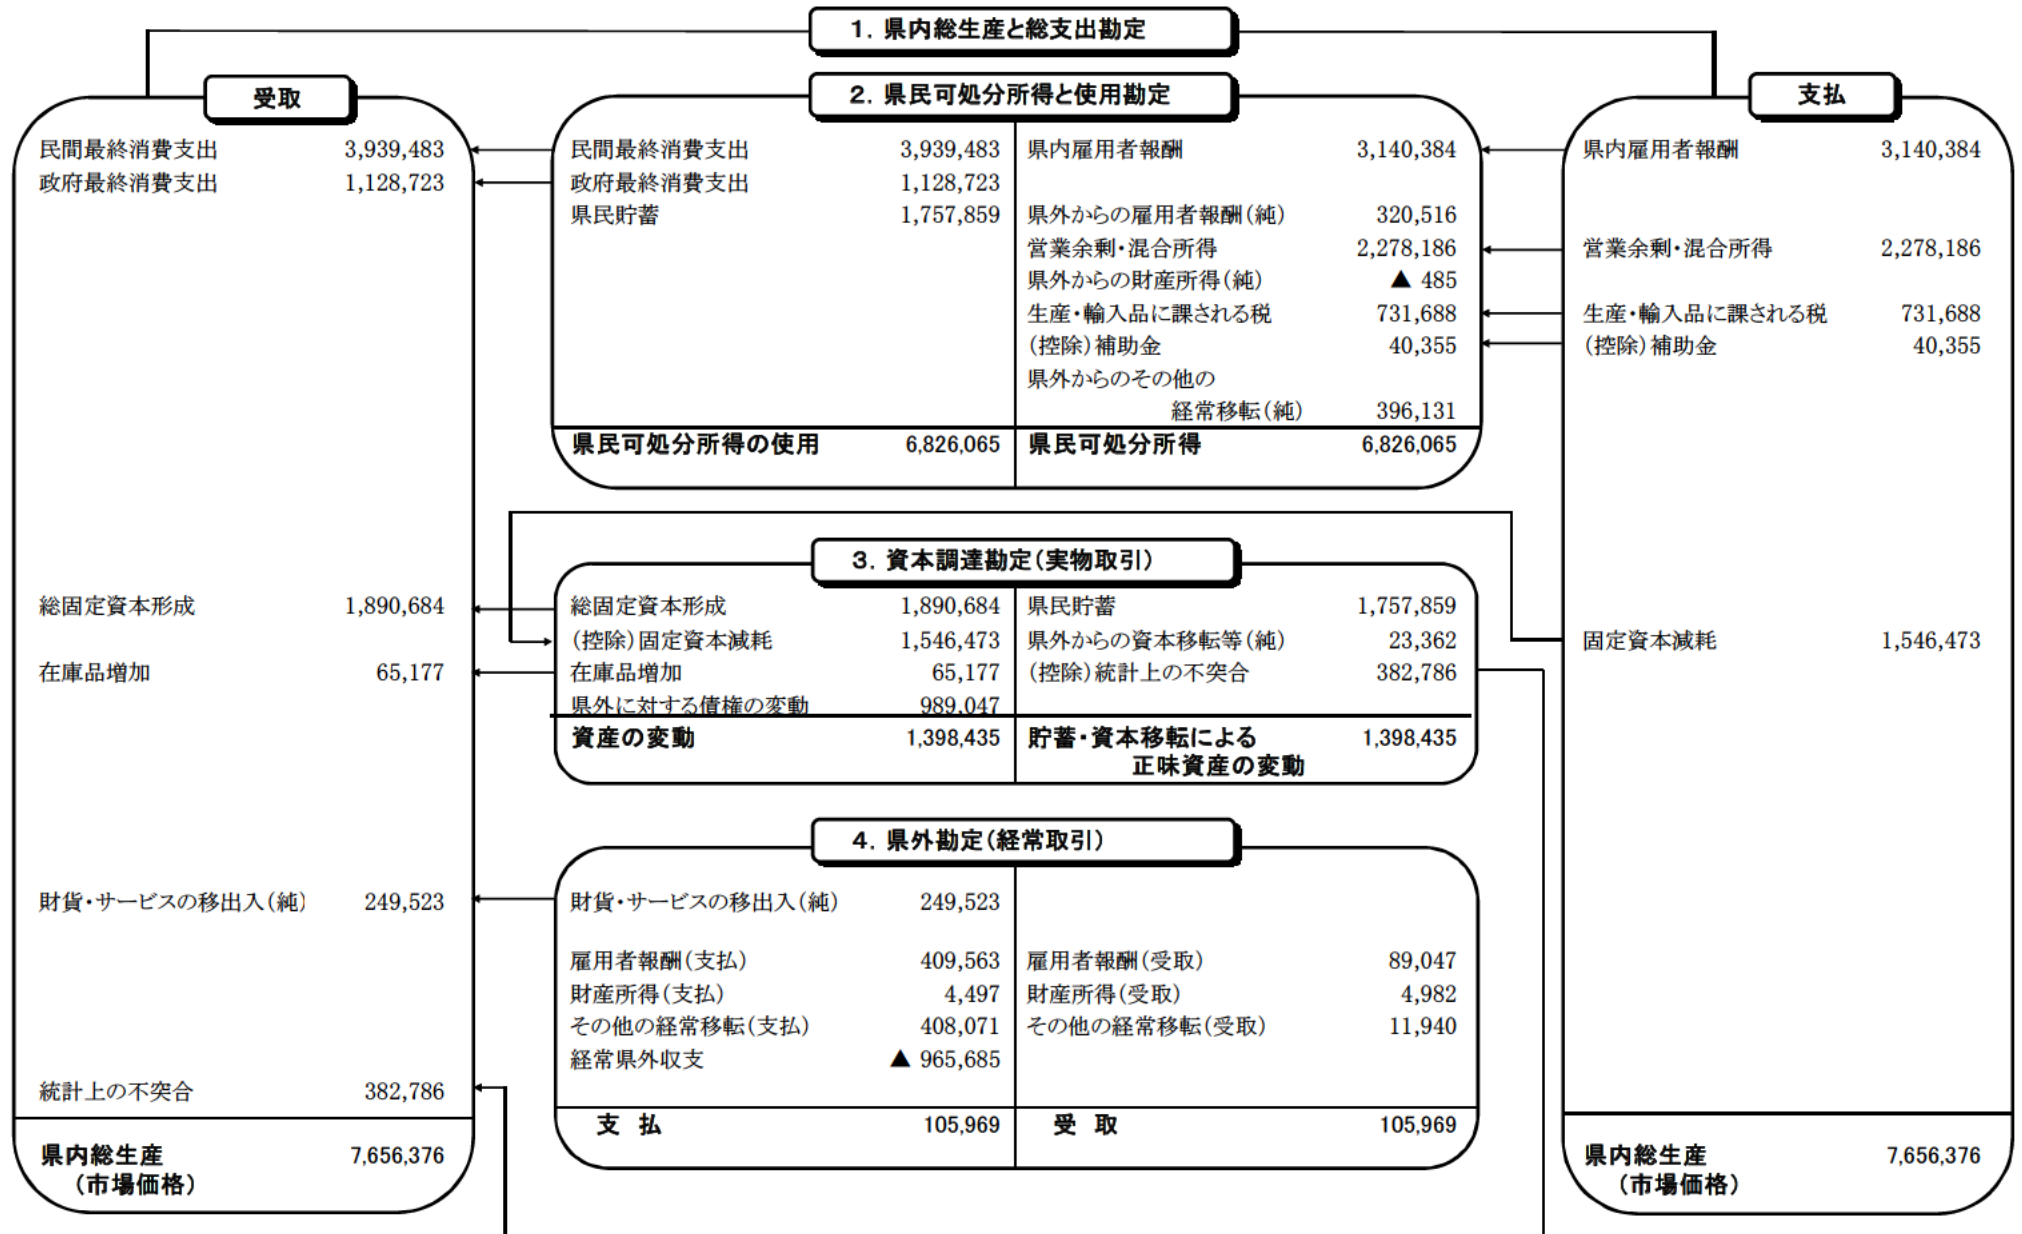 1. 県内総生産と総支出勘定
受取
民間最終消費支出 3,939,483
政府最終消費支出 1,128,723
総固定資本形成 1,890,684
在庫品増加 65,177
財貨・サービスの移出入(純) 249,523
統計上の不突合 382,786
県内総生産 7,656,376
(市場価格)
2. 県民可処分所得と使用勘定
民間最終消費支出 3,939,483
政府最終消費支出 1,128,723
県民貯蓄 1,757,859
県民可処分所得の使用 6,826,065
県内雇用者報酬 3,140,384
県外からの雇用者報酬(純) 320,516
営業余剰・混合所得 2,278,186
県外からの財産所得(純) ▲ 485
生産・輸入品に課される税 731,688
(控除)補助金 40,355
県外からのその他の
経常移転(純) 396,131
県民可処分所得 6,826,065
3. 資本調達勘定(実物取引)
総固定資本形成 1,890,684
(控除)固定資本減耗 1,546,473
在庫品増加 65,177
県外に対する債権の変動 989,047
資産の変動 1,398,435
県民貯蓄 1,757,859
県外からの資本移転等(純) 23,362
(控除)統計上の不突合 382,786
貯蓄・資本移転による 1,398,435
正味資産の変動
4. 県外勘定(経常取引)
財貨・サービスの移出入(純) 249,523
雇用者報酬(支払) 409,563
財産所得(支払) 4,497
その他の経常移転(支払) 408,071
経常県外収支 ▲ 965,685
支 払 105,969
雇用者報酬(受取) 89,047
財産所得(受取) 4,982
その他の経常移転(受取) 11,940
受 取 105,969
支払
県内雇用者報酬 3,140,384
営業余剰・混合所得 2,278,186
生産・輸入品に課される税 731,688
(控除)補助金 40,355
固定資本減耗 1,546,473
県内総生産 7,656,376
(市場価格)